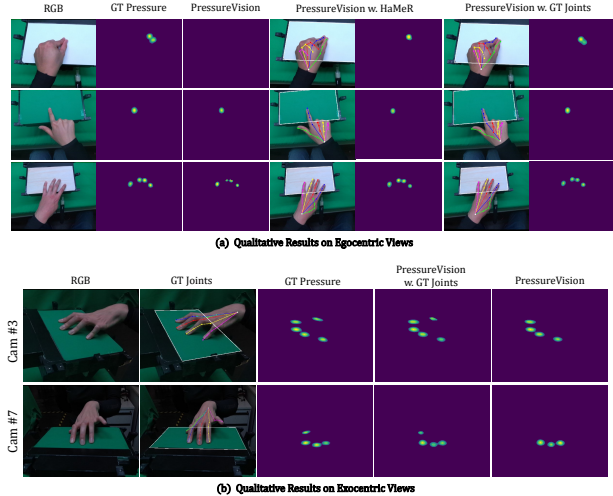 RGB GT Pressure PressureVision PressureVision w. HaMeR PressureVision w. GT Joints
(a) Qualitative Results on Egocentric Views
RGB GT Joints GT Pressure PressureVision w. GT Joints PressureVision
Cam #3
Cam #7
(b) Qualitative Results on Exocentric Views